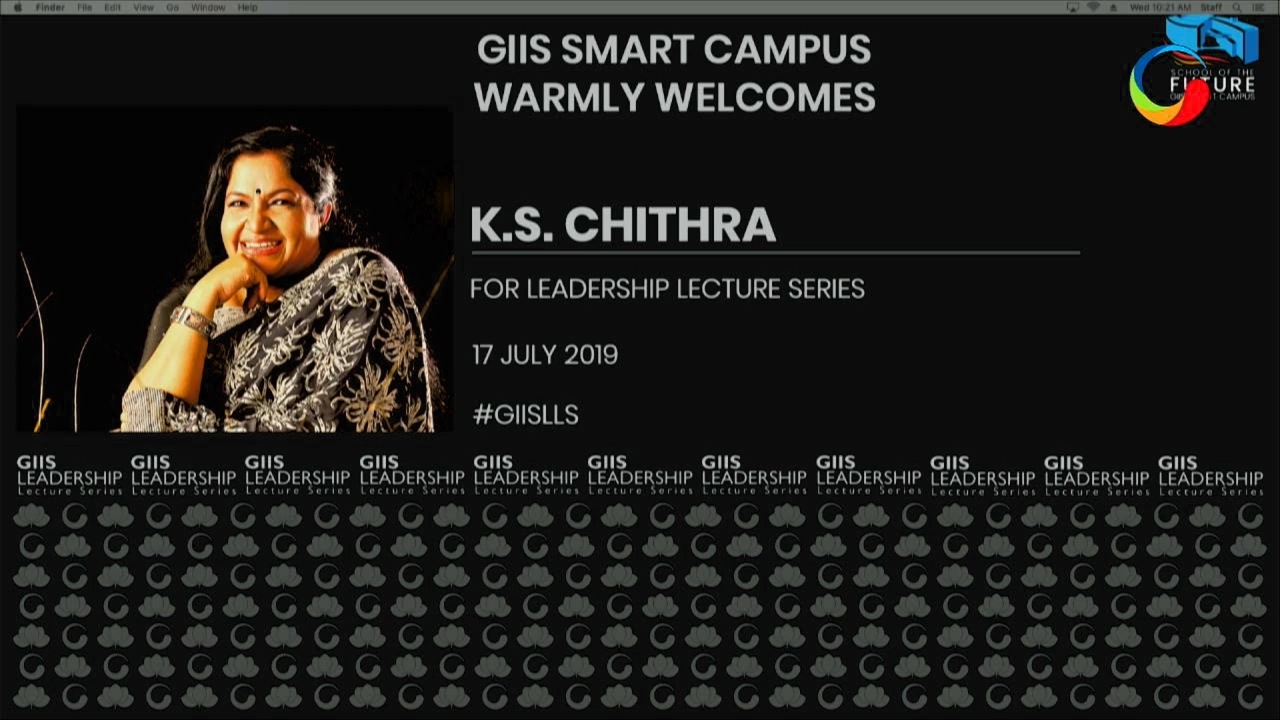 Finder File Edit View Go Window Help
Wed 10:21 AM Staff
GIIS SMART CAMPUS
WARMLY WELCOMES
SCHOOL OF THE
FUTURE
K.S. CHITHRA
FOR LEADERSHIP LECTURE SERIES
17 JULY 2019
#GIISLLS
GIIS GIIS GIIS GIIS GIIS GIIS GIIS GIIS GIIS GIIS GIIS
LEADERSHIP LEADERSHIP LEADERSHIP LEADERSHIP LEADERSHIP LEADERSHIP LEADERSHIP LEADERSHIP LEADERSHIP LEADERSHIP LEADERSHIP
Lecture Series Lecture Series Lecture Series Lecture Series Lecture Series Lecture Series Lecture Series Lecture Series Lecture Series Lecture Series Lecture Series